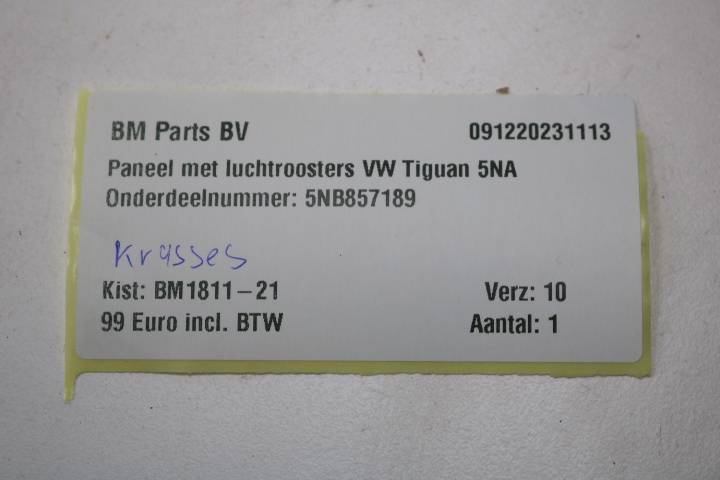 BM Parts BV 091220231113
Paneel met luchtroosters VW Tiguan 5NA
Onderdeelnummer: 5NB857189
Krasses
Kist: BM1811-21 Verz: 10
99 Euro incl. BTW Aantal: 1